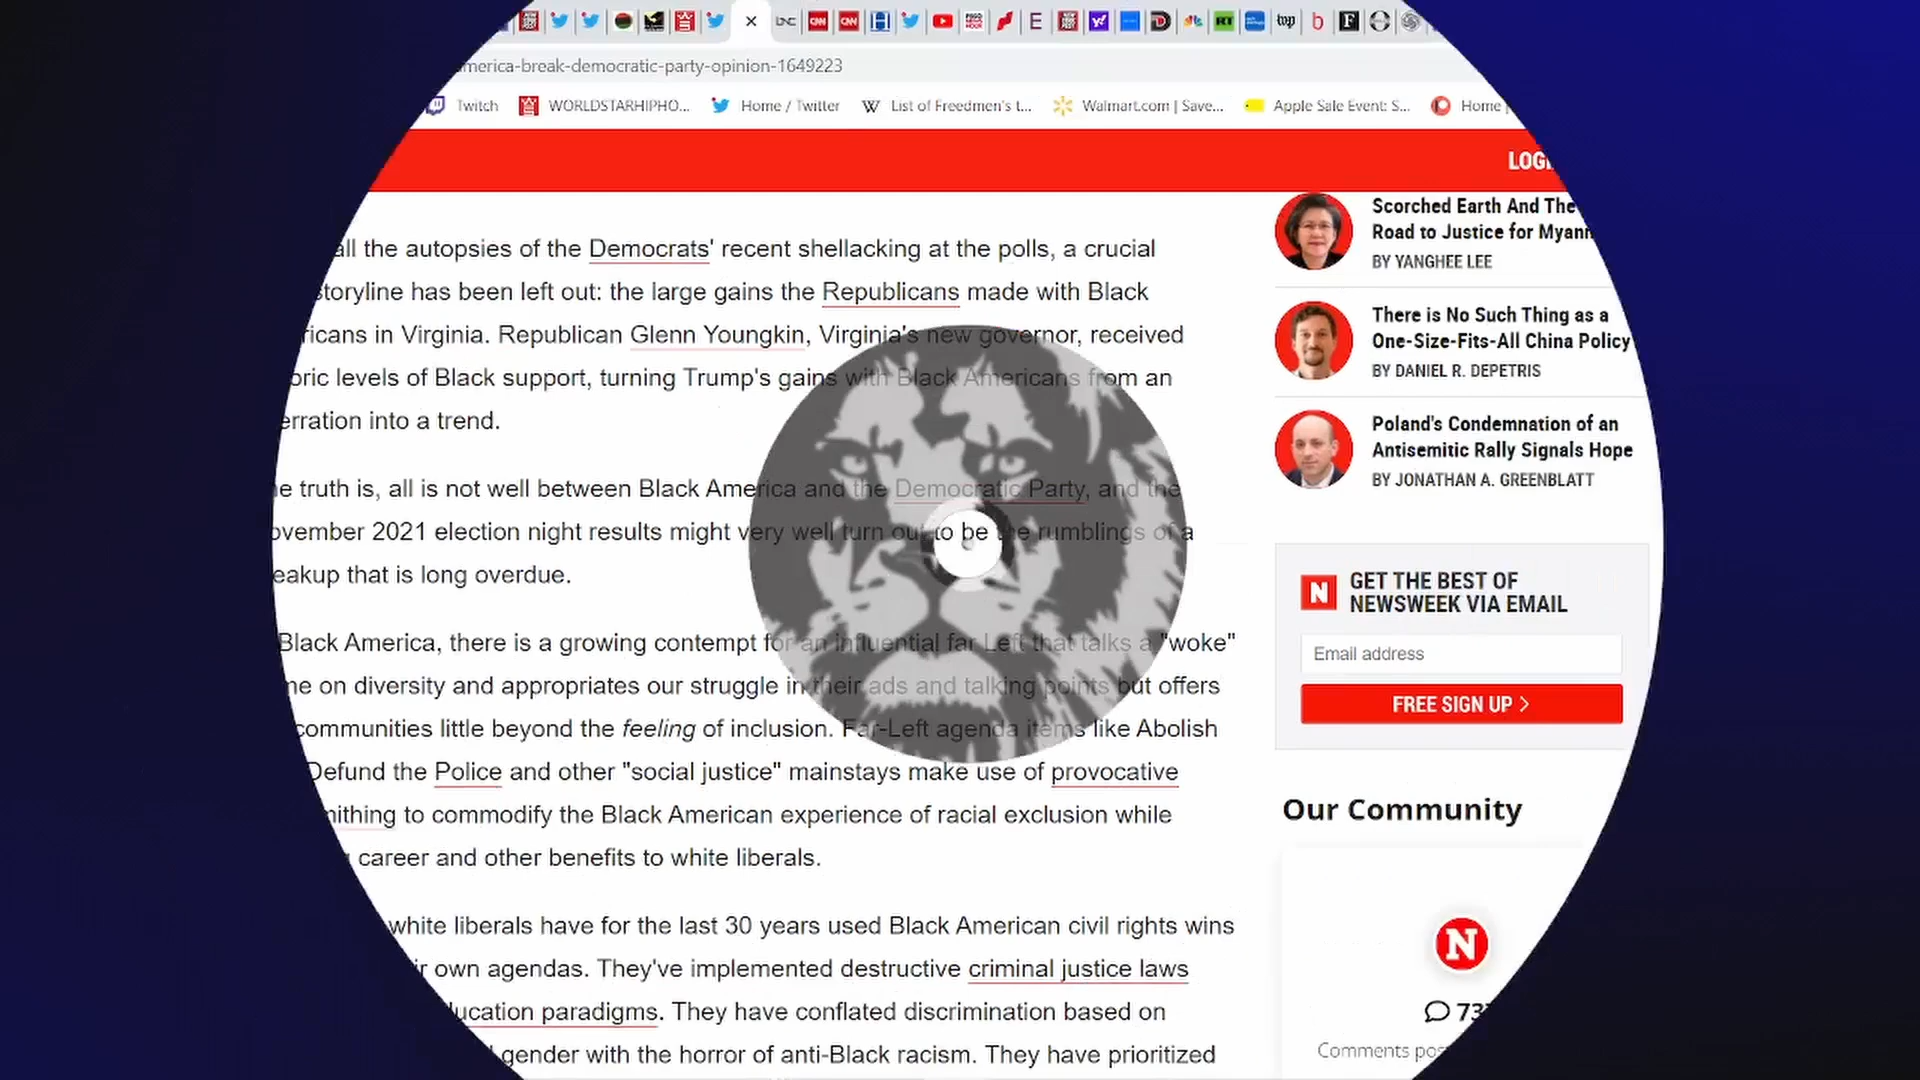 america-break-democratic-party-opinion-1649223
Twitch
WORLDSTARHIPHO...
Home / Twitter
List of Freedmen's t...
Walmart.com | Save...
Apple Sale Event: S...
Home
all the autopsies of the Democrats' recent shellacking at the polls, a crucial
storyline has been left out: the large gains the Republicans made with Black
ricans in Virginia. Republican Glenn Youngkin, Virginia's new governor, received
oric levels of Black support, turning Trump's gains with Black Americans from an
erration into a trend.
e truth is, all is not well between Black America and the Democratic Party, and the
ovember 2021 election night results might very well turn out to be the rumblings of a
eakup that is long overdue.
Black America, there is a growing contempt for an influential far Left that talks a "woke"
me on diversity and appropriates our struggle in their ads and talking points but offers
communities little beyond the feeling of inclusion. Far-Left agenda items like Abolish
Defund the Police and other "social justice" mainstays make use of provocative
mithing to commodify the Black American experience of racial exclusion while
career and other benefits to white liberals.
white liberals have for the last 30 years used Black American civil rights wins
ir own agendas. They've implemented destructive criminal justice laws
ucation paradigms. They have conflated discrimination based on
gender with the horror of anti-Black racism. They have prioritized
LOGI
Scorched Earth And The
Road to Justice for Myanm
BY YANGHEE LEE
There is No Such Thing as a
One-Size-Fits-All China Policy
BY DANIEL R. DEPETRIS
Poland's Condemnation of an
Antisemitic Rally Signals Hope
BY JONATHAN A. GREENBLATT
N
GET THE BEST OF
NEWSWEEK VIA EMAIL
Email address
FREE SIGN UP >
Our Community
N
73
Comments pos